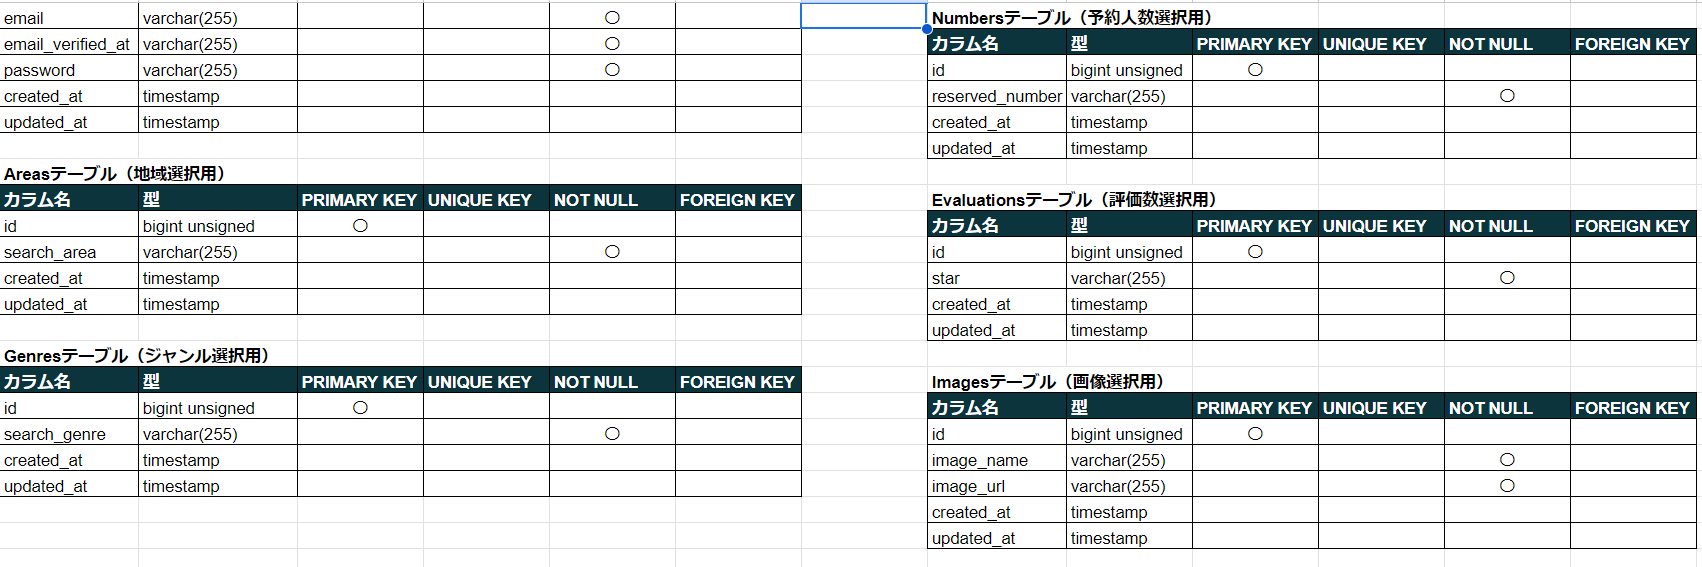 email varchar(255) 〇
email_verified_at varchar(255) 〇
password varchar(255) 〇
created_at timestamp
updated_at timestamp
Areasテーブル（地域選択用）
カラム名 型 PRIMARY KEY UNIQUE KEY NOT NULL FOREIGN KEY
id bigint unsigned 〇
search_area varchar(255) 〇
created_at timestamp
updated_at timestamp
Genresテーブル（ジャンル選択用）
カラム名 型 PRIMARY KEY UNIQUE KEY NOT NULL FOREIGN KEY
id bigint unsigned 〇
search_genre varchar(255) 〇
created_at timestamp
updated_at timestamp
Numbersテーブル（予約人数選択用）
カラム名 型 PRIMARY KEY UNIQUE KEY NOT NULL FOREIGN KEY
id bigint unsigned 〇
reserved_number varchar(255) 〇
created_at timestamp
updated_at timestamp
Evaluationsテーブル（評価数選択用）
カラム名 型 PRIMARY KEY UNIQUE KEY NOT NULL FOREIGN KEY
id bigint unsigned 〇
star varchar(255) 〇
created_at timestamp
updated_at timestamp
Imagesテーブル（画像選択用）
カラム名 型 PRIMARY KEY UNIQUE KEY NOT NULL FOREIGN KEY
id bigint unsigned 〇
image_name varchar(255) 〇
image_url varchar(255) 〇
created_at timestamp
updated_at timestamp